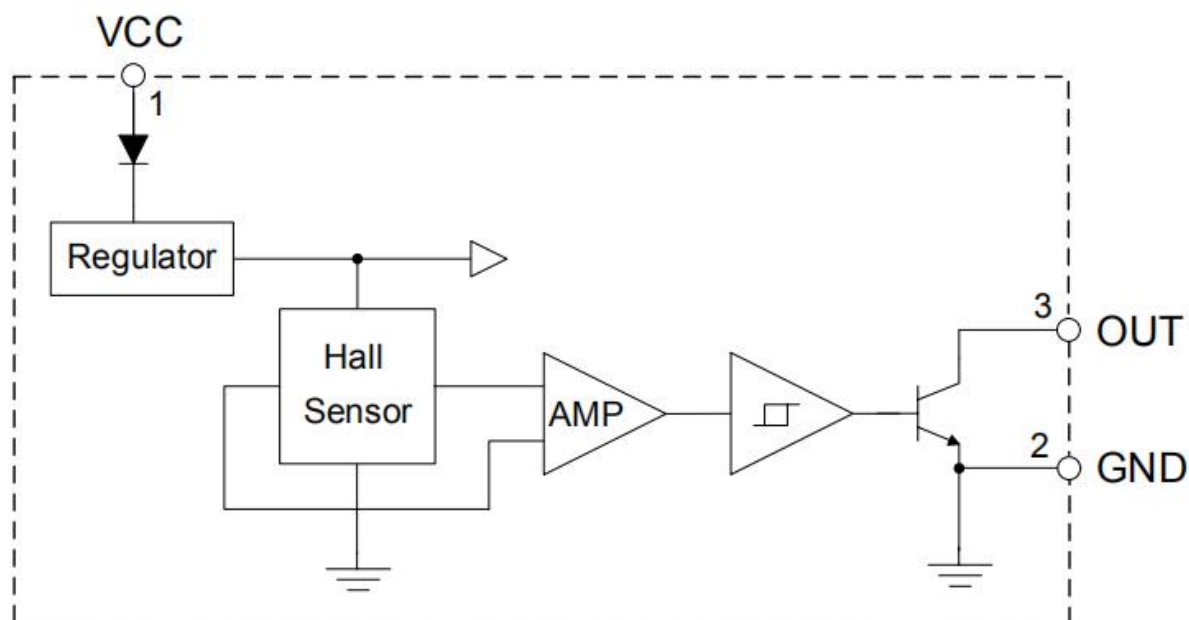 VCC
1
Regulator
Hall
Sensor
AMP
3
OUT
2
GND